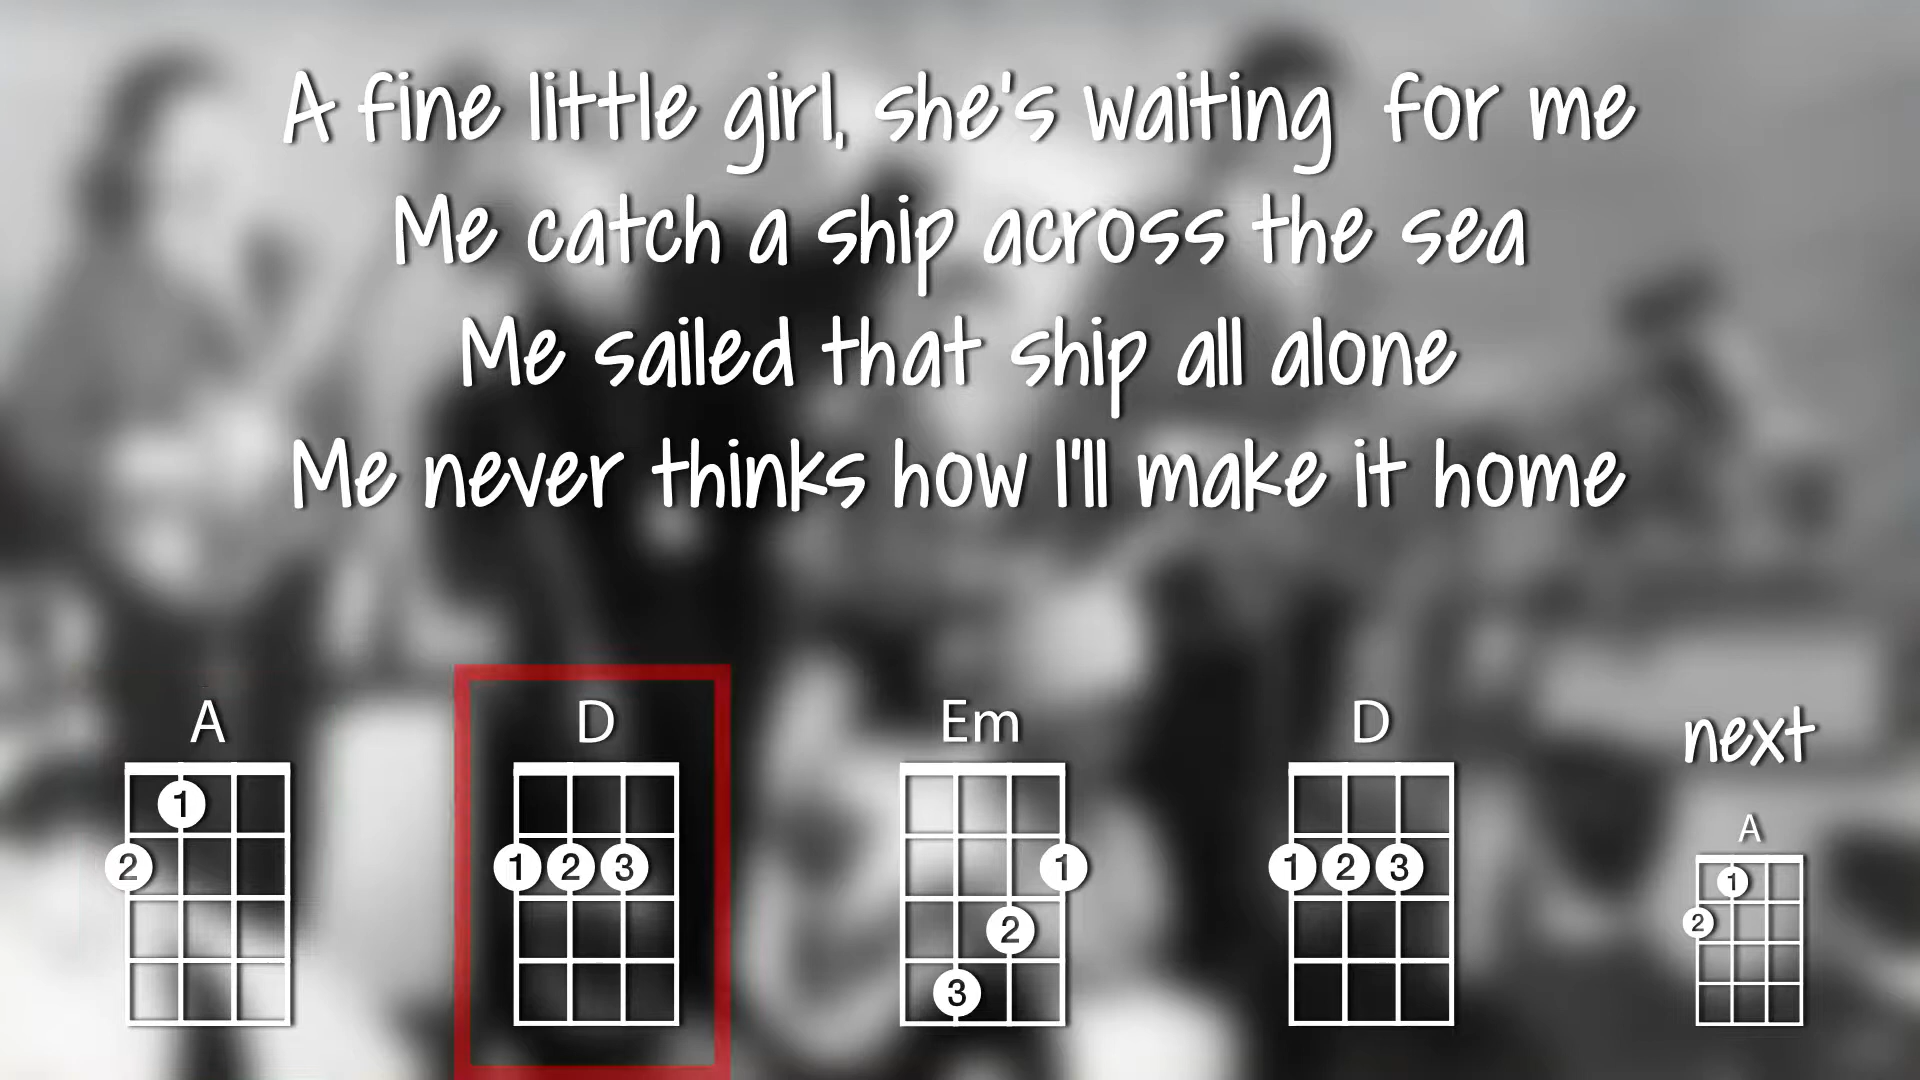 A fine little girl, she's waiting for me
Me catch a ship across the sea
Me sailed that ship all alone
Me never thinks how I'll make it home
A D Em D next
A
1
2
1 2 3
1
2
3
1 2 3
1
2